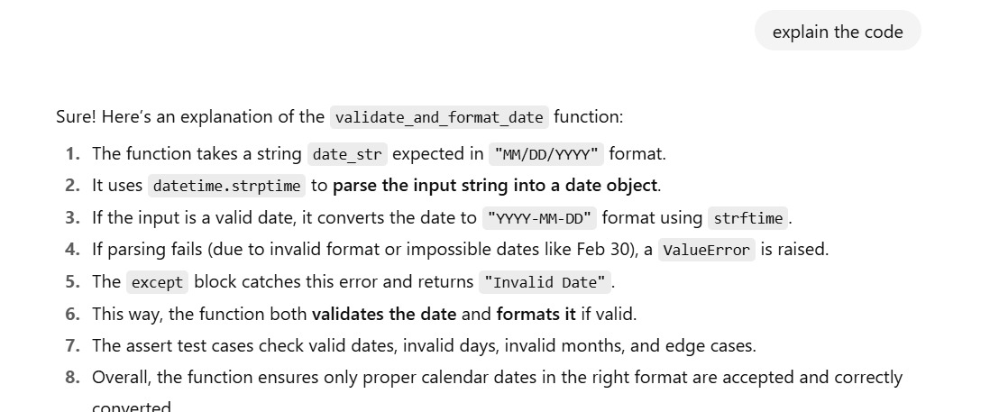 explain the code
Sure! Here's an explanation of the validate_and_format_date function:
1. The function takes a string date_str expected in "MM/DD/YYYY" format.
2. It uses datetime.strptime to parse the input string into a date object.
3. If the input is a valid date, it converts the date to "YYYY-MM-DD" format using strftime.
4. If parsing fails (due to invalid format or impossible dates like Feb 30), a ValueError is raised.
5. The except block catches this error and returns "Invalid Date".
6. This way, the function both validates the date and formats it if valid.
7. The assert test cases check valid dates, invalid days, invalid months, and edge cases.
8. Overall, the function ensures only proper calendar dates in the right format are accepted and correctly
converted